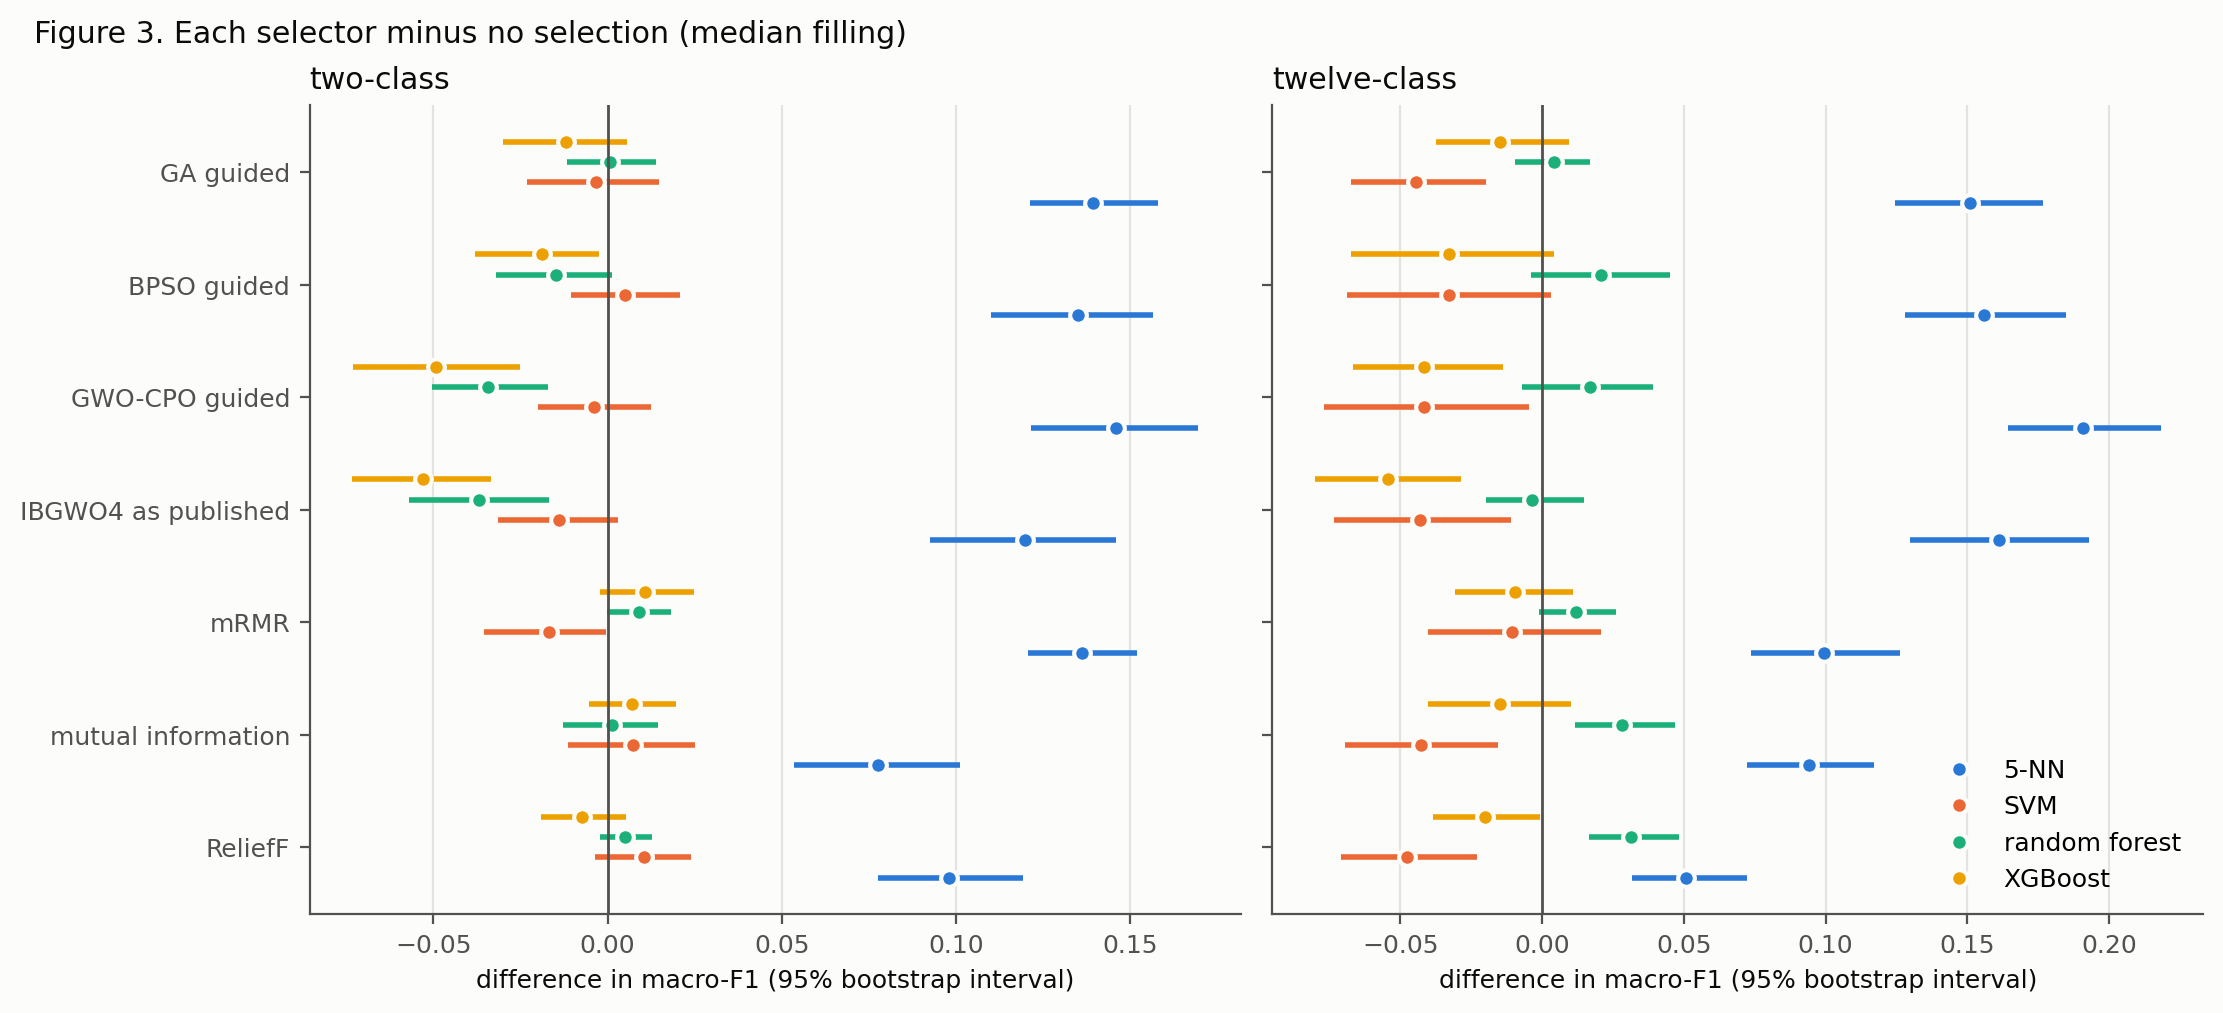 Figure 3. Each selector minus no selection (median filling)
two-class
twelve-class
GA guided
BPSO guided
GWO-CPO guided
IBGWO4 as published
mRMR
mutual information
ReliefF
5-NN
SVM
random forest
XGBoost
−0.05 0.00 0.05 0.10 0.15
−0.05 0.00 0.05 0.10 0.15 0.20
difference in macro-F1 (95% bootstrap interval)
difference in macro-F1 (95% bootstrap interval)